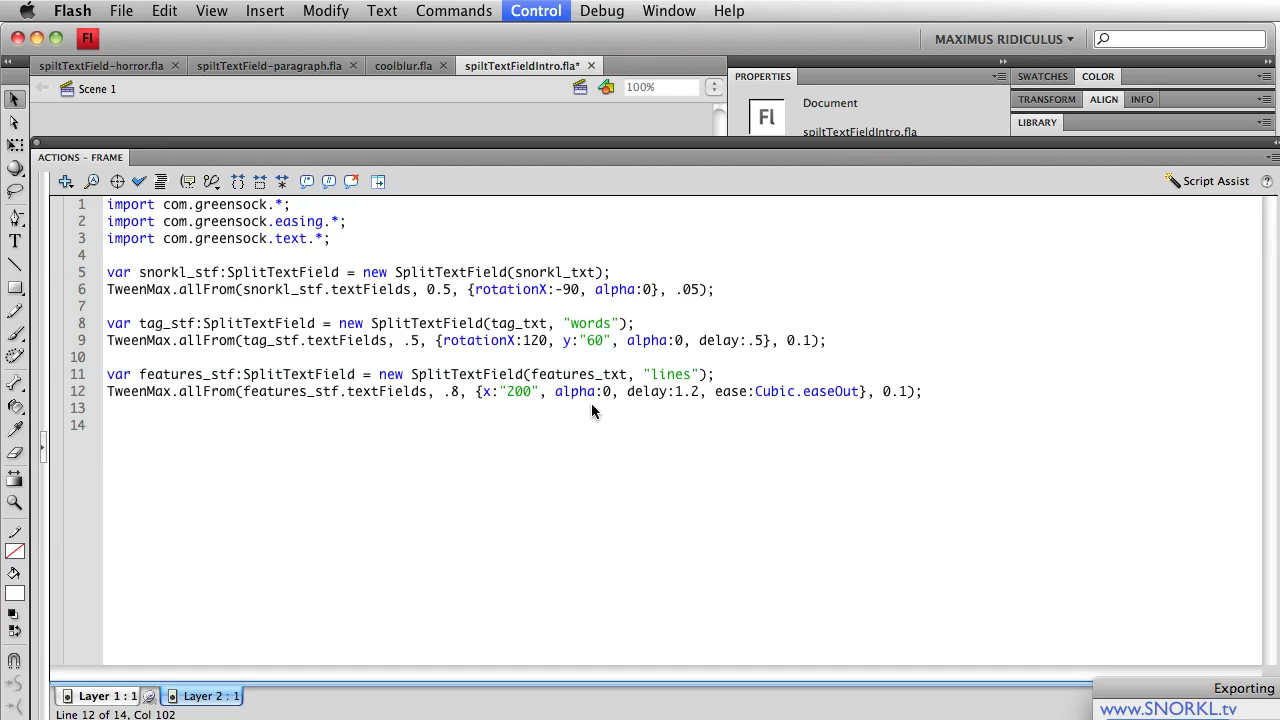 Flash File Edit View Insert Modify Text Commands Control Debug Window Help
Fl MAXIMUS RIDICULUS
spiltTextField-horror.fla spiltTextField-paragraph.fla coolblur.fla spiltTextFieldIntro.fla*
PROPERTIES SWATCHES COLOR
Scene 1 100%
TRANSFORM ALIGN INFO
Fl Document
LIBRARY
spiltTextFieldIntro.fla
ACTIONS – FRAME
Script Assist
1 import com.greensock.*;
2 import com.greensock.easing.*;
3 import com.greensock.text.*;
4
5 var snorkl_stf:SplitTextField = new SplitTextField(snorkl_txt);
6 TweenMax.allFrom(snorkl_stf.textFields, 0.5, {rotationX:-90, alpha:0}, .05);
7
8 var tag_stf:SplitTextField = new SplitTextField(tag_txt, "words");
9 TweenMax.allFrom(tag_stf.textFields, .5, {rotationX:120, y:"60", alpha:0, delay:.5}, 0.1);
10
11 var features_stf:SplitTextField = new SplitTextField(features_txt, "lines");
12 TweenMax.allFrom(features_stf.textFields, .8, {x:"200", alpha:0, delay:1.2, ease:Cubic.easeOut}, 0.1);
13
14
Layer 1 : 1 Layer 2 : 1
Exporting
Line 12 of 14, Col 102
www.SNORKL.tv